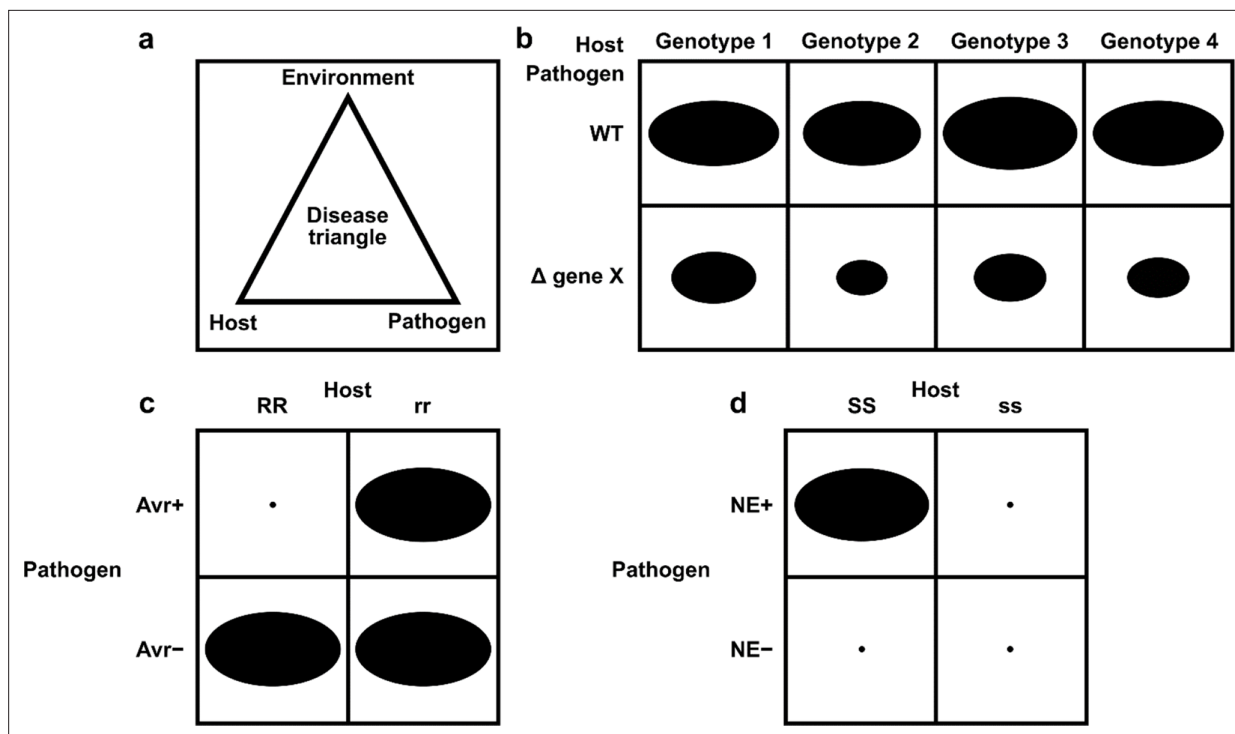 a
Environment
Disease
triangle
Host
Pathogen
b
Host
Pathogen
Genotype 1
Genotype 2
Genotype 3
Genotype 4
WT
Δ gene X
c
Host
RR
rr
Avr+
Pathogen
Avr−
d
Host
SS
ss
NE+
Pathogen
NE−